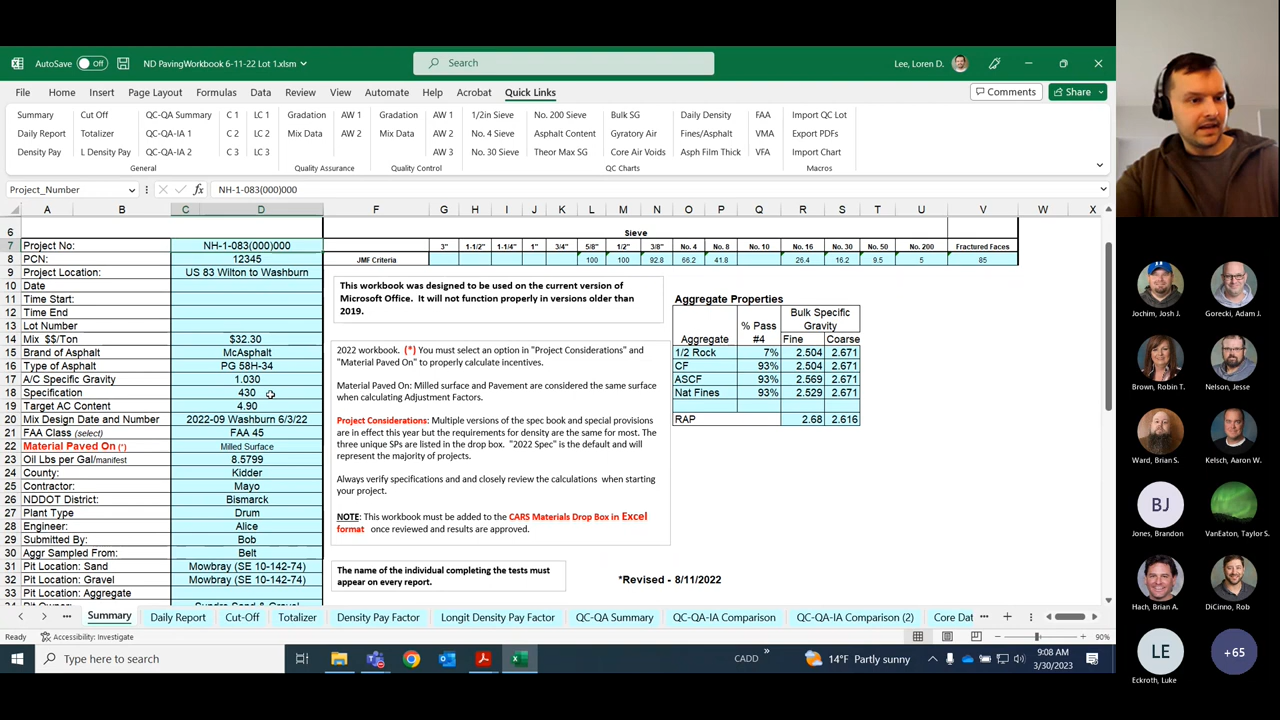 AutoSave Off ND PavingWorkbook 6-11-22 Lot 1.xlsm Search Lee, Loren D.
File Home Insert Page Layout Formulas Data Review View Automate Help Acrobat Quick Links Comments Share
Summary Cut Off QC-QA Summary C 1 LC 1 Gradation AW 1 Gradation AW 1 1/2in Sieve No. 200 Sieve Bulk SG Daily Density FAA Import QC Lot
Daily Report Totalizer QC-QA-IA 1 C 2 LC 2 Mix Data AW 2 Mix Data AW 2 No. 4 Sieve Asphalt Content Gyratory Air Fines/Asphalt VMA Export PDFs
Density Pay L Density Pay QC-QA-IA 2 C 3 LC 3 AW 3 No. 30 Sieve Theor Max SG Core Air Voids Asph Film Thick VFA Import Chart
General Quality Assurance Quality Control QC Charts Macros
Project_Number fx NH-1-083(000)000
A B C D F G H I J K L M N O P Q R S T U V W X
6 Sieve
7 Project No: NH-1-083(000)000 3" 1-1/2" 1-1/4" 1" 3/4" 5/8" 1/2" 3/8" No. 4 No. 8 No. 10 No. 16 No. 30 No. 50 No. 200 Fractured Faces
8 PCN: 12345 JMF Criteria 100 100 92.8 66.2 41.8 26.4 16.2 9.5 5 85
9 Project Location: US 83 Wilton to Washburn
10 Date
11 Time Start:
12 Time End
13 Lot Number
14 Mix $$/Ton $32.30
15 Brand of Asphalt McAsphalt
16 Type of Asphalt PG 58H-34
17 A/C Specific Gravity 1.030
18 Specification 430
19 Target AC Content 4.90
20 Mix Design Date and Number 2022-09 Washburn 6/3/22
21 FAA Class (select) FAA 45
22 Material Paved On (*) Milled Surface
23 Oil Lbs per Gal/manifest 8.5799
24 County: Kidder
25 Contractor: Mayo
26 NDDOT District: Bismarck
27 Plant Type Drum
28 Engineer: Alice
29 Submitted By: Bob
30 Aggr Sampled From: Belt
31 Pit Location: Sand Mowbray (SE 10-142-74)
32 Pit Location: Gravel Mowbray (SE 10-142-74)
33 Pit Location: Aggregate
This workbook was designed to be used on the current version of
Microsoft Office. It will not function properly in versions older than
2019.
2022 workbook. (*) You must select an option in "Project Considerations" and
"Material Paved On" to properly calculate incentives.
Material Paved On: Milled surface and Pavement are considered the same surface
when calculating Adjustment Factors.
Project Considerations: Multiple versions of the spec book and special provisions
are in effect this year but the requirements for density are the same for most. The
three unique SPs are listed in the drop box. "2022 Spec" is the default and will
represent the majority of projects.
Always verify specifications and and closely review the calculations when starting
your project.
NOTE: This workbook must be added to the CARS Materials Drop Box in Excel
format once reviewed and results are approved.
The name of the individual completing the tests must
appear on every report.
*Revised - 8/11/2022
Aggregate Properties
Aggregate % Pass #4 Bulk Specific Gravity
Fine Coarse
1/2 Rock 7% 2.504 2.671
CF 93% 2.504 2.671
ASCF 93% 2.569 2.671
Nat Fines 93% 2.529 2.671
RAP 2.68 2.616
Summary Daily Report Cut-Off Totalizer Density Pay Factor Longit Density Pay Factor QC-QA Summary QC-QA-IA Comparison QC-QA-IA Comparison (2) Core Dat
Ready Accessibility: Investigate 90%
Type here to search CADD 14°F Partly sunny 9:08 AM
3/30/2023
Jochim, Josh J. Gorecki, Adam J.
Brown, Robin T. Nelson, Jesse
Ward, Brian S. Kelsch, Aaron W.
BJ
Jones, Brandon VanEaton, Taylor S.
Hach, Brian A. DiCinno, Rob
LE +65
Eckroth, Luke